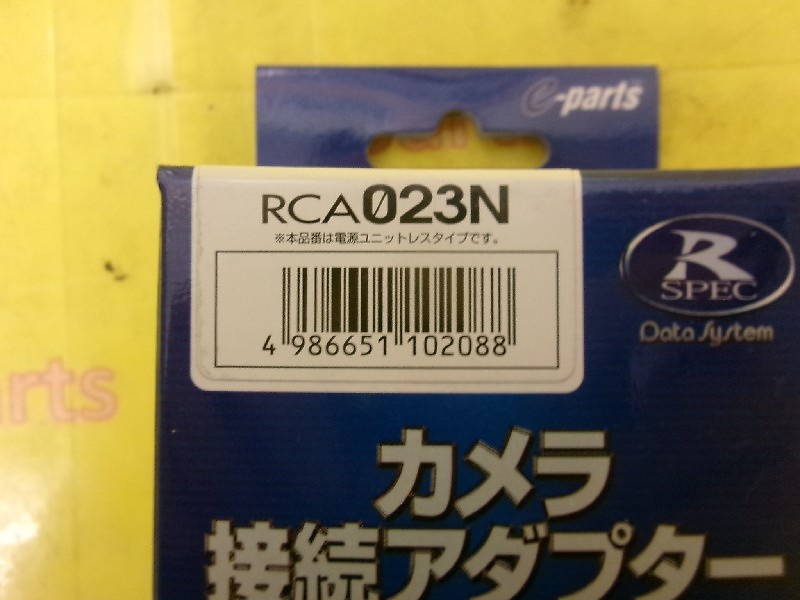 e-parts
RCA023N
※本品番は電源ユニットレスタイプです。
4 986651 102088
R
SPEC
Data System
arts
カメラ
接続アダプター